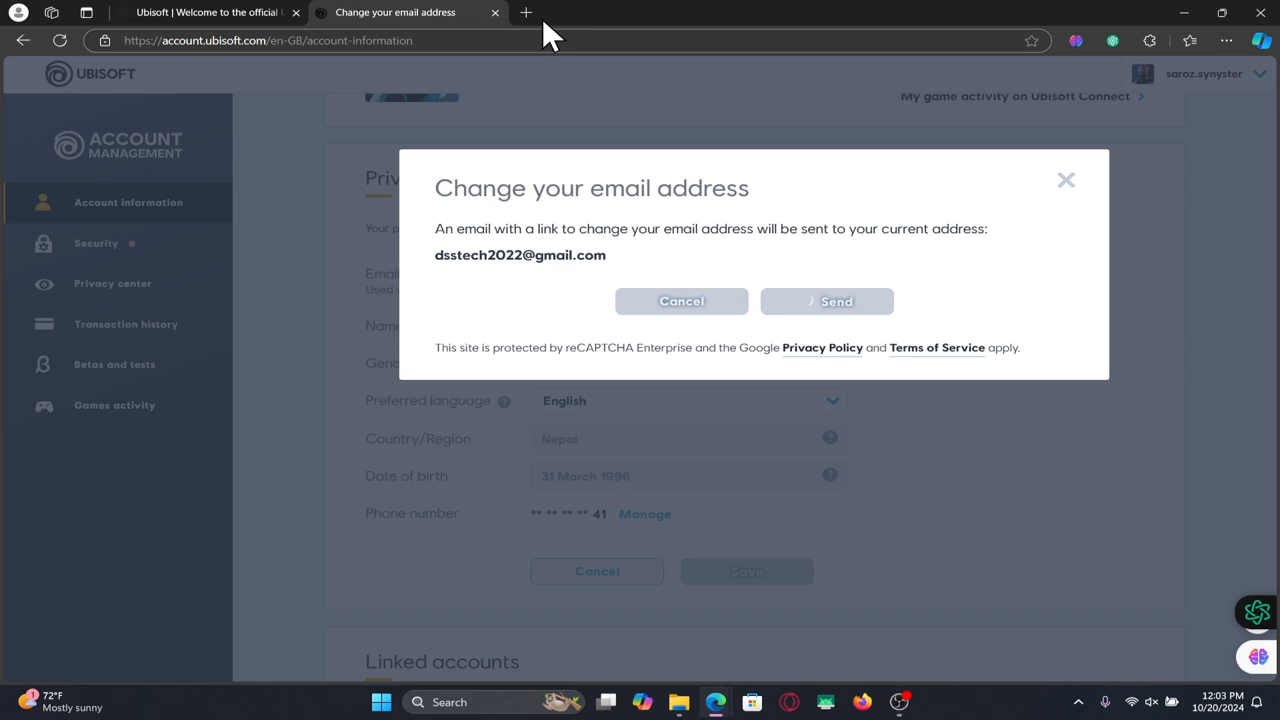 Ubisoft | Welcome to the official
Change your email address
https://account.ubisoft.com/en-GB/account-information
UBISOFT
saroz.synyster
My game activity on Ubisoft Connect
ACCOUNT
MANAGEMENT
Account information
Security
Privacy center
Transaction history
Betas and tests
Games activity
Priv
Your p
Email
Used
Name
Gend
Change your email address
An email with a link to change your email address will be sent to your current address:
dsstech2022@gmail.com
Cancel
Send
This site is protected by reCAPTCHA Enterprise and the Google Privacy Policy and Terms of Service apply.
Preferred language
English
Country/Region
Nepal
Date of birth
31 March 1996
Phone number
** ** ** ** 41 Manage
Cancel
Save
Linked accounts
1
72°F
Mostly sunny
Search
12:03 PM
10/20/2024